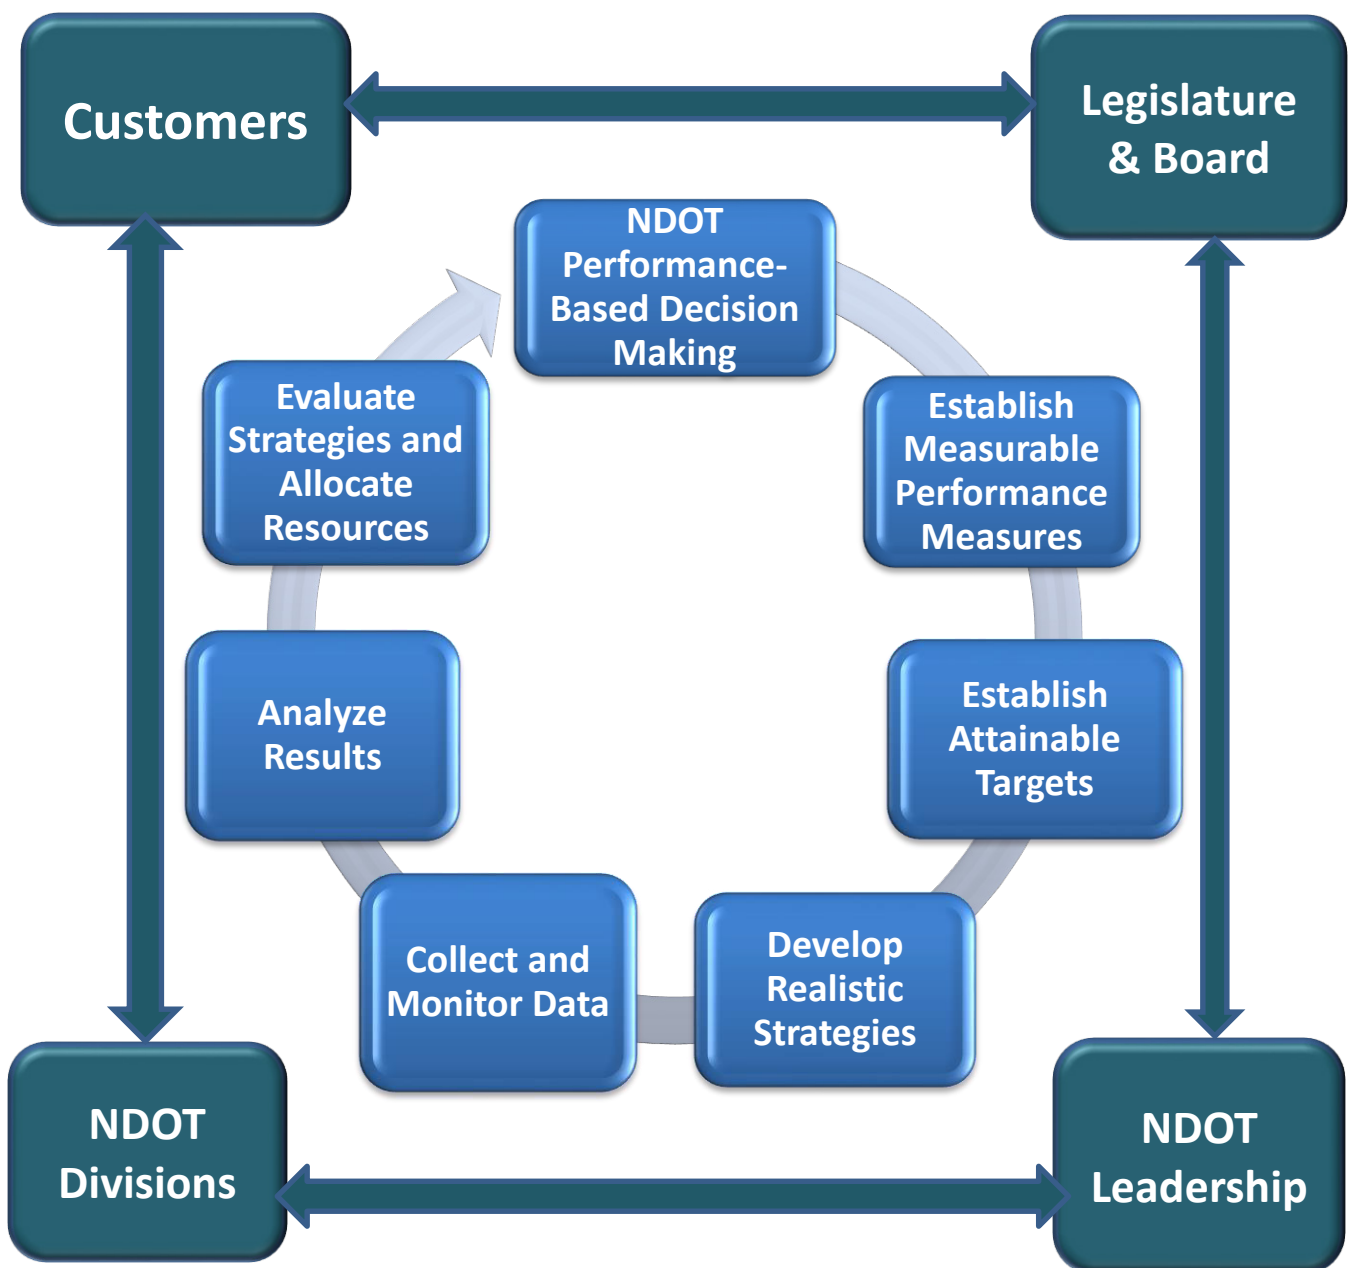 Customers
Legislature
& Board
NDOT
Performance-
Based Decision
Making
Evaluate
Strategies and
Allocate
Resources
Establish
Measurable
Performance
Measures
Analyze
Results
Establish
Attainable
Targets
Collect and
Monitor Data
Develop
Realistic
Strategies
NDOT
Divisions
NDOT
Leadership